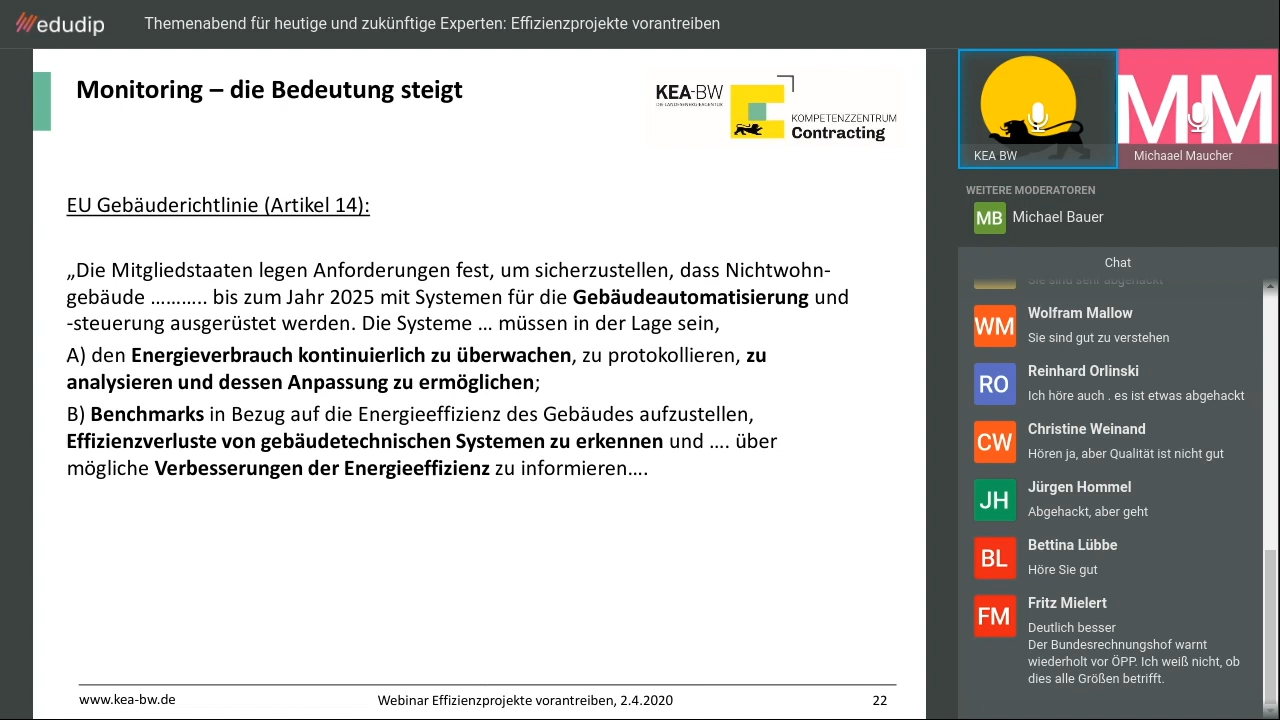 edudip
Themenabend für heutige und zukünftige Experten: Effizienzprojekte vorantreiben
Monitoring – die Bedeutung steigt
KEA-BW
DIE LANDESENERGIEAGENTUR
KOMPETENZZENTRUM
Contracting
EU Gebäuderichtlinie (Artikel 14):
„Die Mitgliedstaaten legen Anforderungen fest, um sicherzustellen, dass Nichtwohn-
gebäude ……….. bis zum Jahr 2025 mit Systemen für die Gebäudeautomatisierung und
-steuerung ausgerüstet werden. Die Systeme … müssen in der Lage sein,
A) den Energieverbrauch kontinuierlich zu überwachen, zu protokollieren, zu
analysieren und dessen Anpassung zu ermöglichen;
B) Benchmarks in Bezug auf die Energieeffizienz des Gebäudes aufzustellen,
Effizienzverluste von gebäudetechnischen Systemen zu erkennen und …. über
mögliche Verbesserungen der Energieeffizienz zu informieren….
www.kea-bw.de
Webinar Effizienzprojekte vorantreiben, 2.4.2020
22
KEA BW
MM
Michaael Maucher
WEITERE MODERATOREN
MB
Michael Bauer
Chat
Sie sind sehr abgehackt
WM
Wolfram Mallow
Sie sind gut zu verstehen
RO
Reinhard Orlinski
Ich höre auch . es ist etwas abgehackt
CW
Christine Weinand
Hören ja, aber Qualität ist nicht gut
JH
Jürgen Hommel
Abgehackt, aber geht
BL
Bettina Lübbe
Höre Sie gut
FM
Fritz Mielert
Deutlich besser
Der Bundesrechnungshof warnt
wiederholt vor ÖPP. Ich weiß nicht, ob
dies alle Größen betrifft.